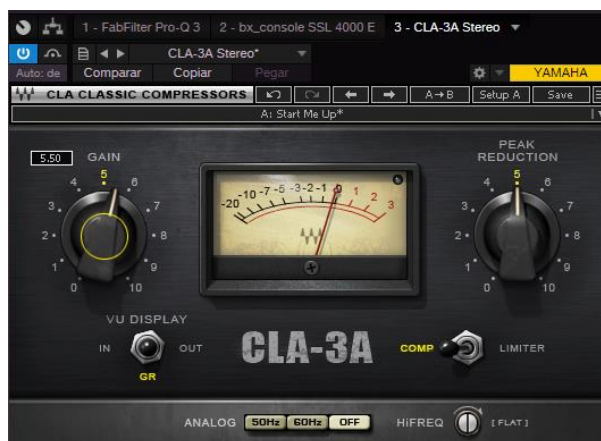 1 - FabFilter Pro-Q 3 2 - bx_console SSL 4000 E 3 - CLA-3A Stereo
CLA-3A Stereo*
Auto: de Comparar Copiar Pegar YAMAHA
CLA CLASSIC COMPRESSORS A→B Setup A Save
A: Start Me Up*
5.50 GAIN
0 1 2 3 4 5 6 7 8 9 10
-20 -10 -7 -5 -3 -2 -1 0 1 2 3
PEAK
REDUCTION
0 1 2 3 4 5 6 7 8 9 10
VU DISPLAY
IN OUT
GR
CLA-3A
COMP LIMITER
ANALOG 50Hz 60Hz OFF HiFREQ [FLAT]